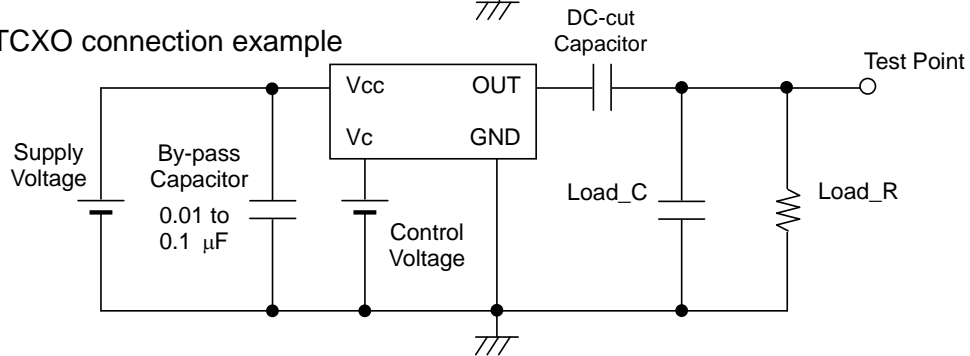 TCXO connection example
DC-cut
Capacitor
Test Point
Vcc
OUT
Vc
GND
Supply
Voltage
By-pass
Capacitor
0.01 to
0.1 μF
Control
Voltage
Load_C
Load_R